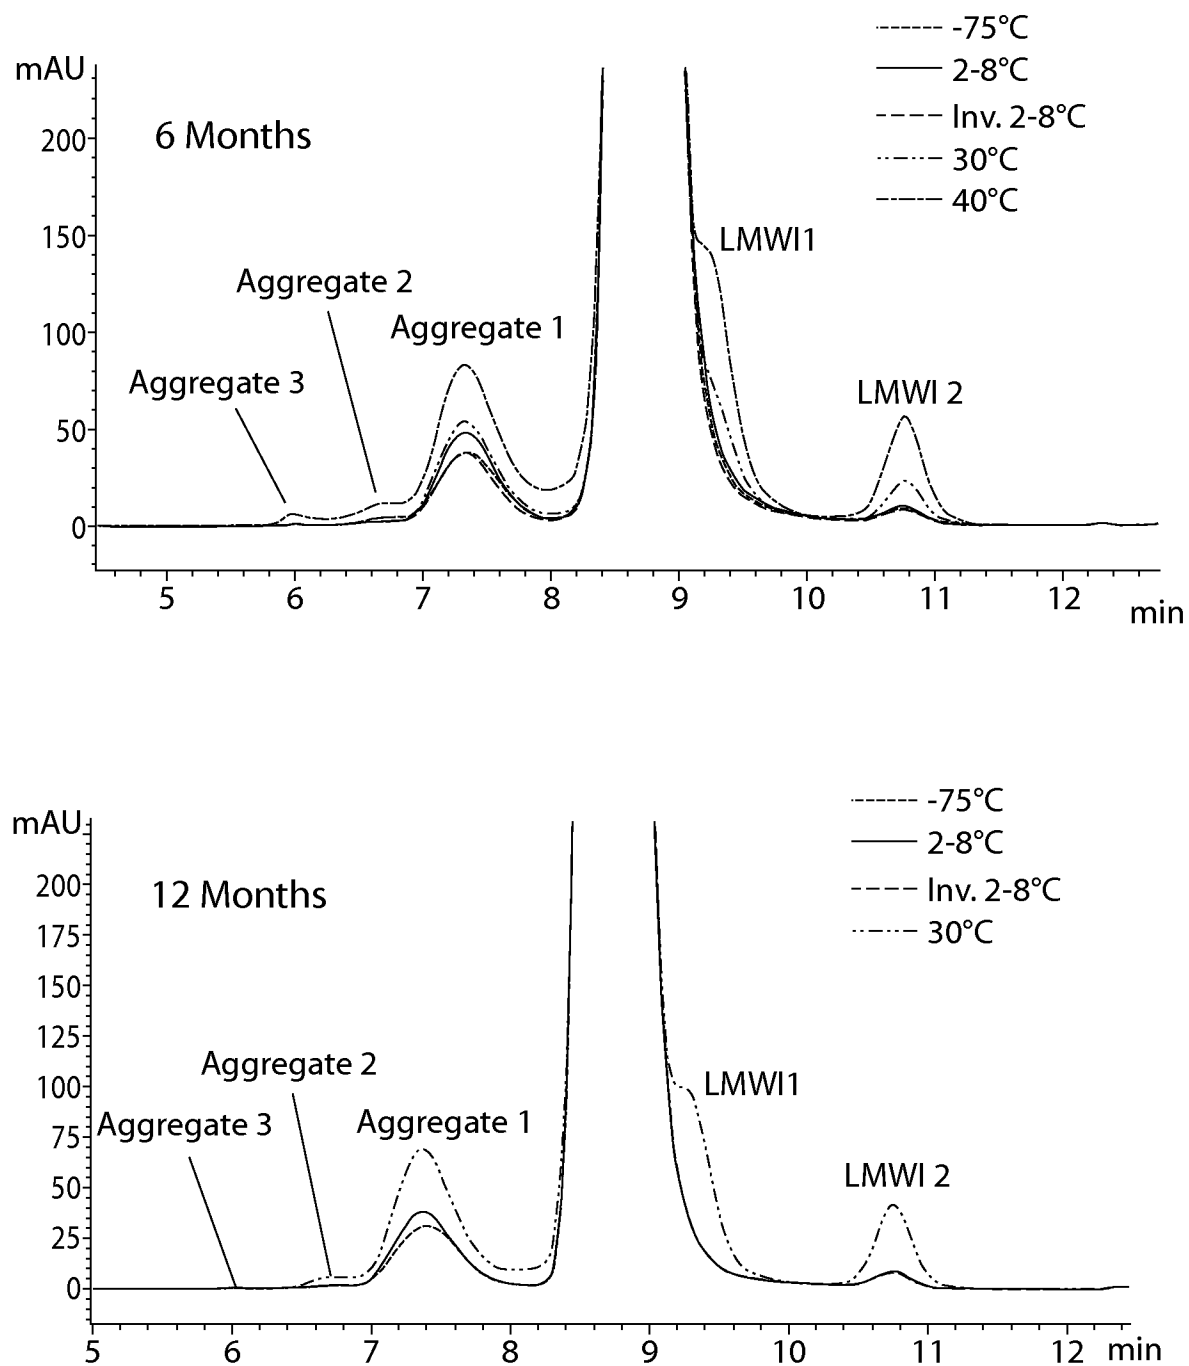 -75°C
mAU
2-8°C
6 Months
Inv. 2-8°C
200
30°C
40°C
150
LMWI1
Aggregate 2
100
Aggregate 1
Aggregate 3
LMWI 2
50
0
5 6 7 8 9 10 11 12
min
-75°C
mAU
2-8°C
12 Months
Inv. 2-8°C
200
175
30°C
150
125
Aggregate 2
100
LMWI1
Aggregate 3
Aggregate 1
75
LMWI 2
50
25
0
5 6 7 8 9 10 11 12 min